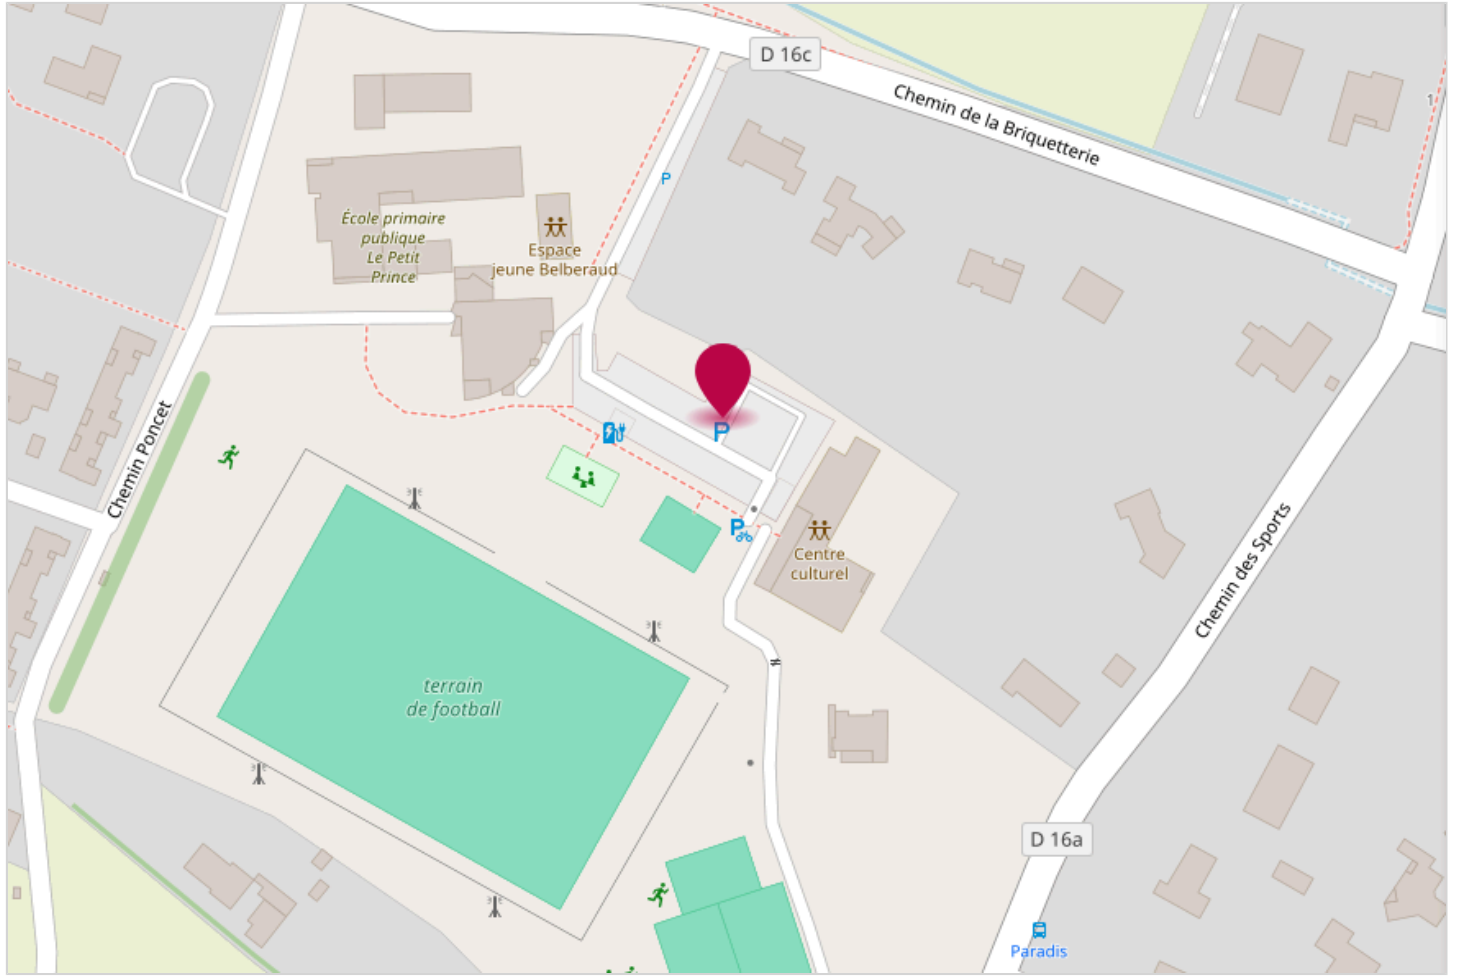 D 16c
Chemin de la Briquetterie
1
P
École primaire
publique
Le Petit
Prince
Espace
jeune Belberaud
Chemin Poncet
P
P
Centre
culturel
Chemin des Sports
terrain
de football
D 16a
Paradis